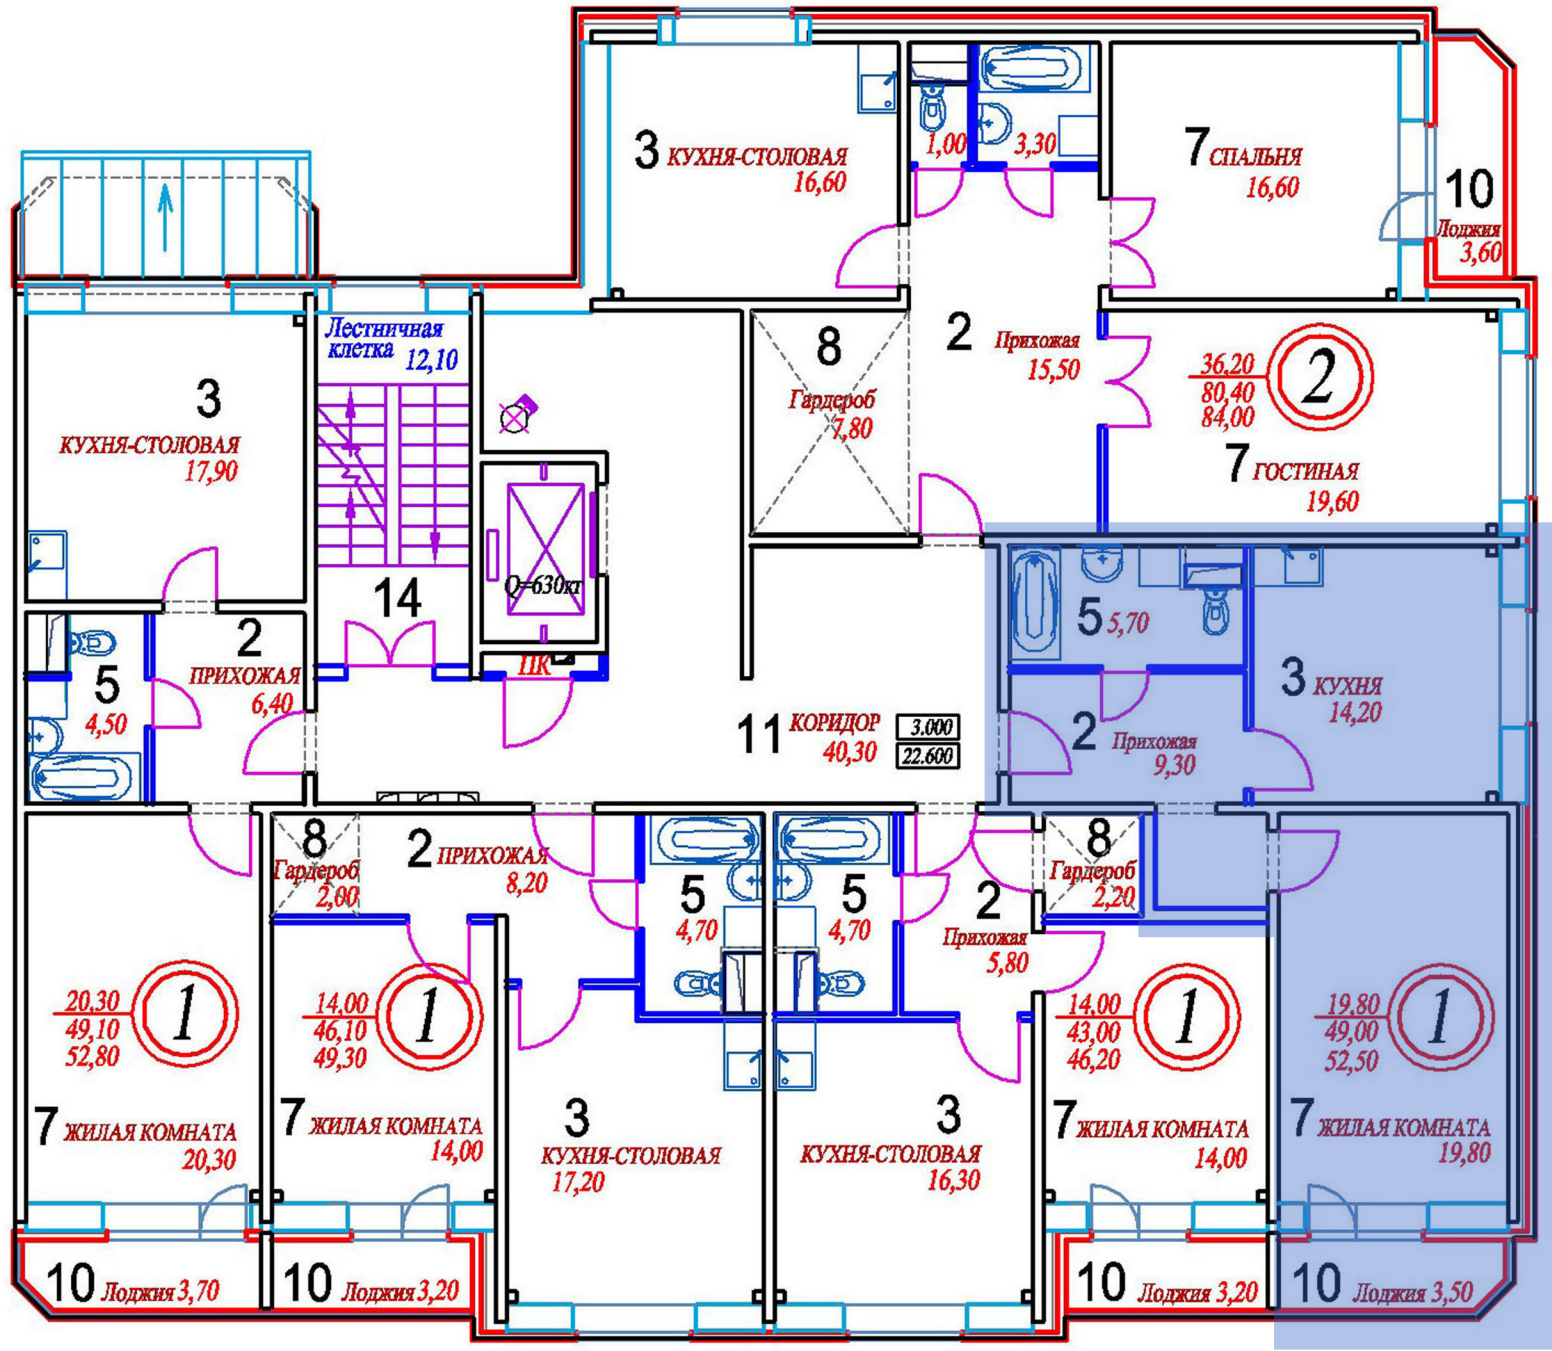 3 КУХНЯ-СТОЛОВАЯ
16,60
1,00
3,30
7 СПАЛЬНЯ
16,60
10
Лоджия
3,60
Лестничная
клетка 12,10
3
КУХНЯ-СТОЛОВАЯ
17,90
8
Гардероб
7,80
2
Прихожая
15,50
36,20
80,40
84,00
2
7 ГОСТИНАЯ
19,60
Q=630кг
14
ПК
2
ПРИХОЖАЯ
6,40
5
4,50
11 КОРИДОР
40,30
3.000
22.600
5 5,70
3 КУХНЯ
14,20
2 Прихожая
9,30
8
Гардероб
2,00
2 ПРИХОЖАЯ
8,20
5
4,70
5
4,70
2
Прихожая
5,80
8
Гардероб
2,20
20,30
49,10
52,80
1
14,00
46,10
49,30
1
14,00
43,00
46,20
1
19,80
49,00
52,50
1
7 ЖИЛАЯ КОМНАТА
20,30
7 ЖИЛАЯ КОМНАТА
14,00
3
КУХНЯ-СТОЛОВАЯ
17,20
3
КУХНЯ-СТОЛОВАЯ
16,30
7 ЖИЛАЯ КОМНАТА
14,00
7 ЖИЛАЯ КОМНАТА
19,80
10 Лоджия 3,70
10 Лоджия 3,20
10 Лоджия 3,20
10 Лоджия 3,50